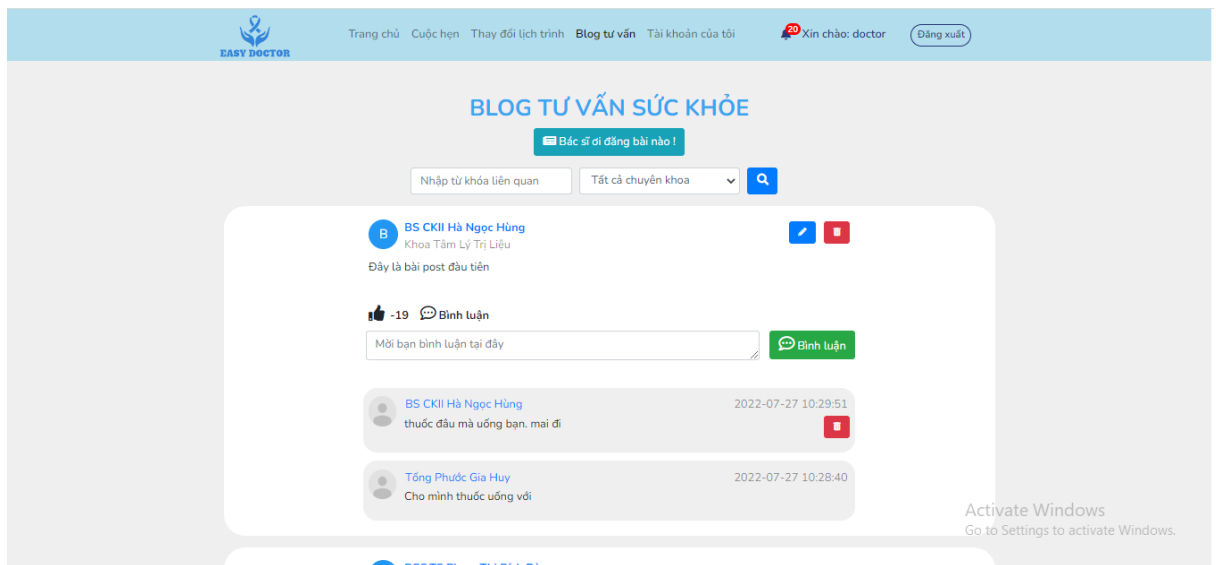 EASY DOCTOR
Trang chủ Cuộc hẹn Thay đổi lịch trình Blog tư vấn Tài khoản của tôi 20 Xin chào: doctor Đăng xuất
BLOG TƯ VẤN SỨC KHỎE
Bác sĩ ơi đăng bài nào !
Nhập từ khóa liên quan Tất cả chuyên khoa
B BS CKII Hà Ngọc Hùng
Khoa Tâm Lý Trị Liệu
Đây là bài post đàu tiên
-19 Bình luận
Mời bạn bình luận tại đây Bình luận
BS CKII Hà Ngọc Hùng 2022-07-27 10:29:51
thuốc đâu mà uống bạn. mai đi
Tống Phước Gia Huy 2022-07-27 10:28:40
Cho mình thuốc uống với
Activate Windows
Go to Settings to activate Windows.